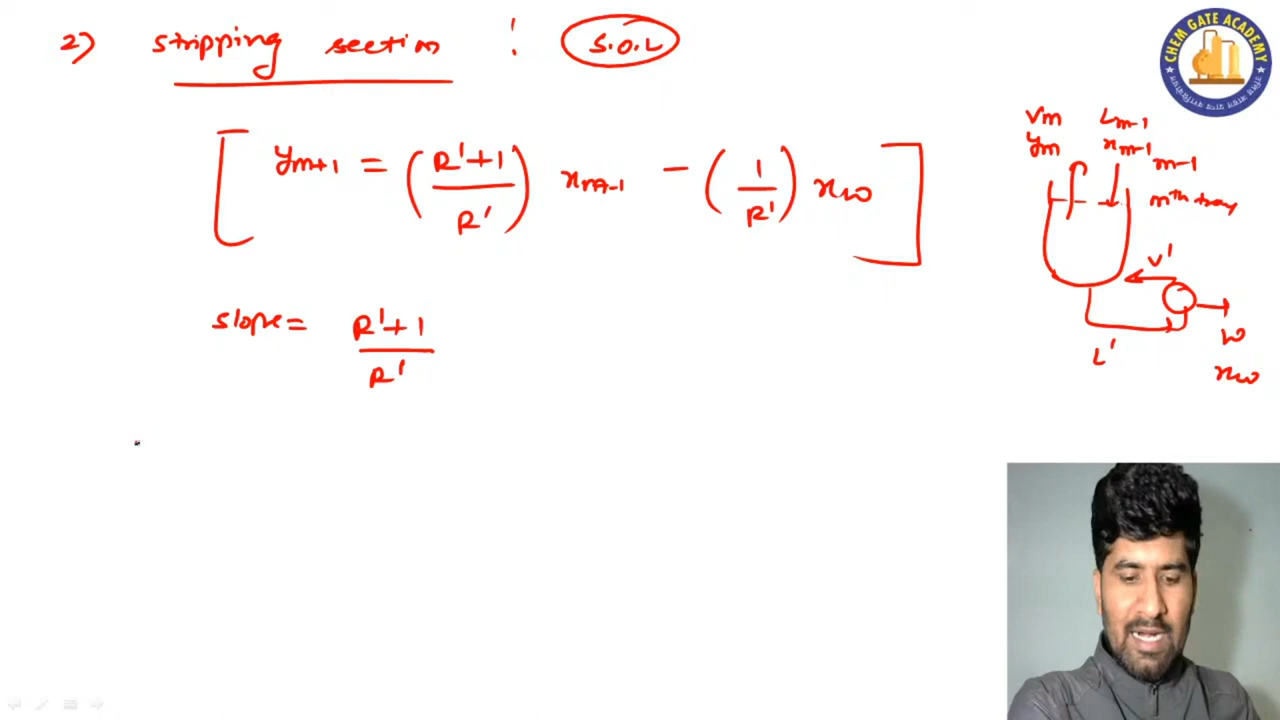 2) stripping section : S.O.L
CHEM GATE ACADEMY
Vm Lm-1
ym xm-1 m-1
mth tray
[ ym+1 = ( R'+1 / R' ) xm-1 - ( 1 / R' ) xw ]
V'
W
L'
xw
slope = R'+1 / R'